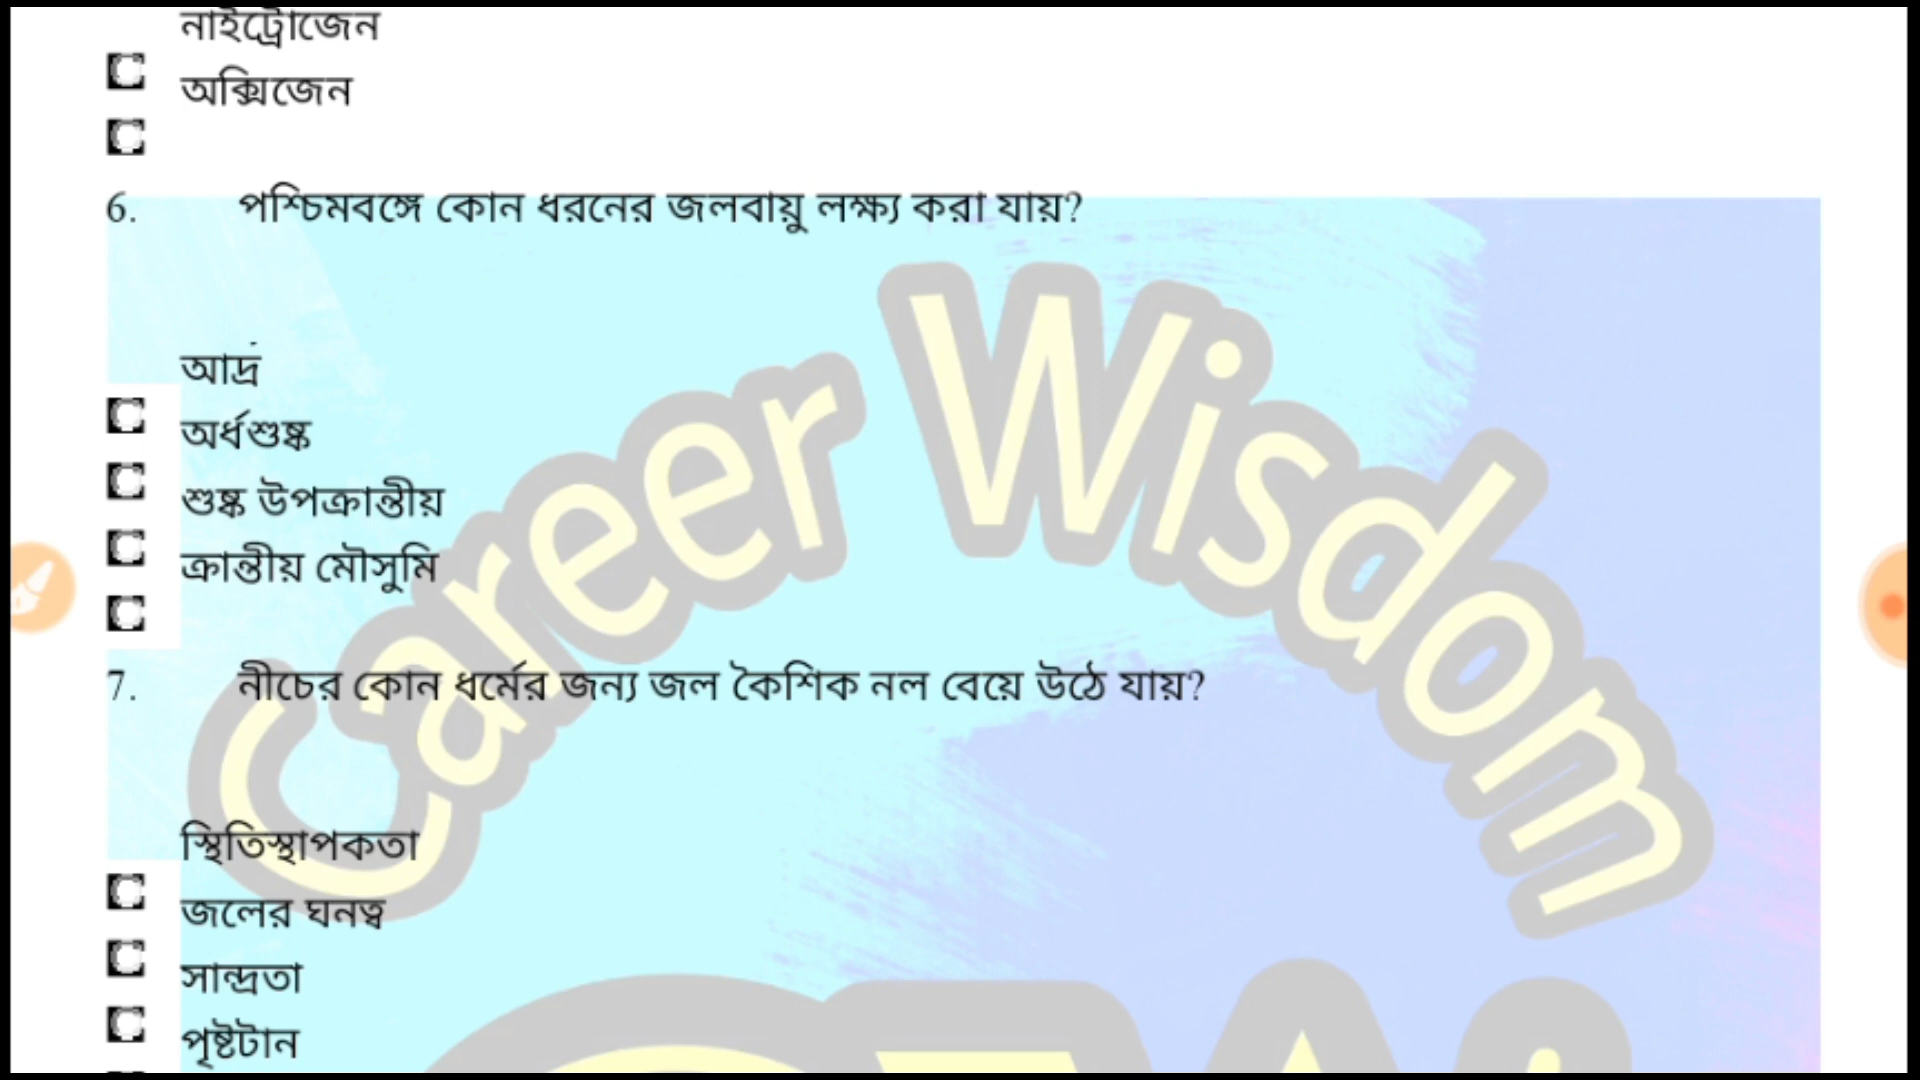 নাইট্রোজেন
অক্সিজেন
6. পশ্চিমবঙ্গে কোন ধরনের জলবায়ু লক্ষ্য করা যায়?
আর্দ্র
অর্ধশুষ্ক
শুষ্ক উপক্রান্তীয়
ক্রান্তীয় মৌসুমি
7. নীচের কোন ধর্মের জন্য জল কৈশিক নল বেয়ে উঠে যায়?
স্থিতিস্থাপকতা
জলের ঘনত্ব
সান্দ্রতা
পৃষ্টটান
Career Wisdom